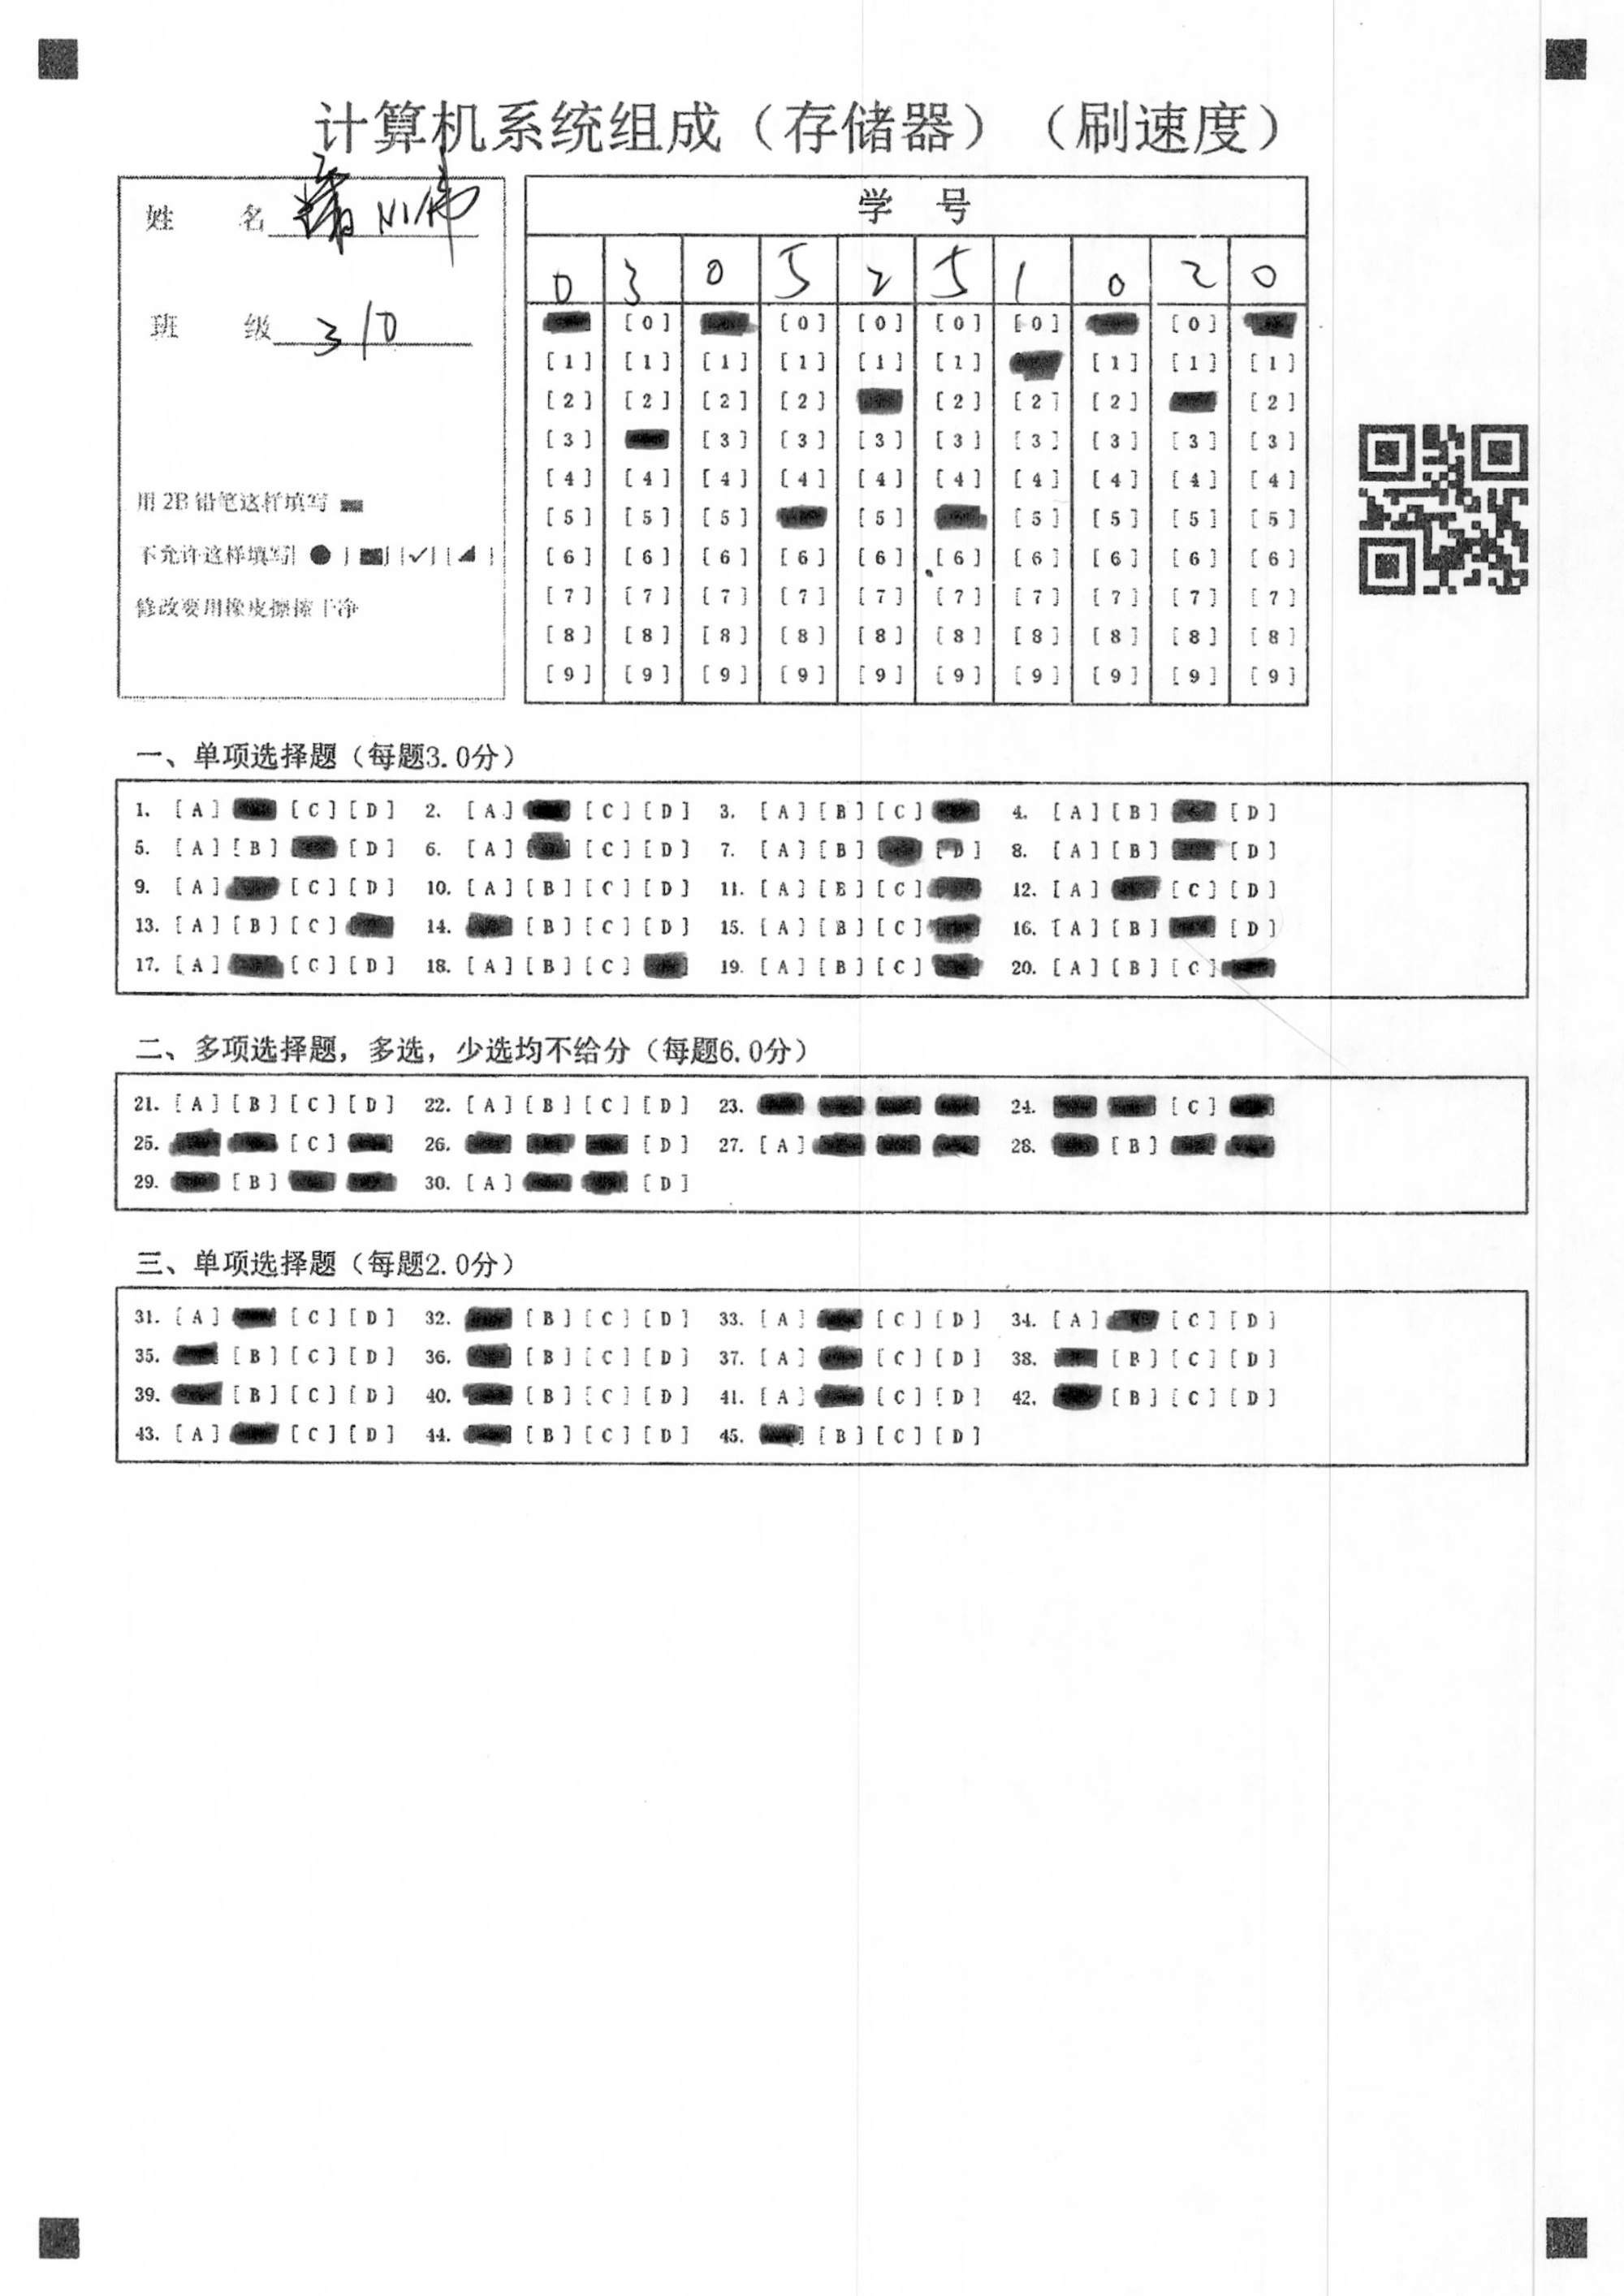 计算机系统组成（存储器）（刷速度）
姓 名
班 级 310
用 2B 铅笔这样填写
不允许这样填写[●] [■] [✓] [◢]
修改要用橡皮擦擦干净
学 号
0 3 0 5 2 5 1 0 2 0
[0] [0] [0] [0] [0] [0]
[1] [1] [1] [1] [1] [1] [1] [1] [1]
[2] [2] [2] [2] [2] [2] [2] [2]
[3] [3] [3] [3] [3] [3] [3] [3] [3]
[4] [4] [4] [4] [4] [4] [4] [4] [4] [4]
[5] [5] [5] [5] [5] [5] [5] [5]
[6] [6] [6] [6] [6] [6] [6] [6] [6] [6]
[7] [7] [7] [7] [7] [7] [7] [7] [7] [7]
[8] [8] [8] [8] [8] [8] [8] [8] [8] [8]
[9] [9] [9] [9] [9] [9] [9] [9] [9] [9]
一、单项选择题（每题3.0分）
1. [A] [C] [D] 2. [A] [C] [D] 3. [A] [B] [C] 4. [A] [B] [D]
5. [A] [B] [D] 6. [A] [C] [D] 7. [A] [B] [D] 8. [A] [B] [D]
9. [A] [C] [D] 10. [A] [B] [C] [D] 11. [A] [B] [C] 12. [A] [C] [D]
13. [A] [B] [C] 14. [B] [C] [D] 15. [A] [B] [C] 16. [A] [B] [D]
17. [A] [C] [D] 18. [A] [B] [C] 19. [A] [B] [C] 20. [A] [B] [C]
二、多项选择题，多选，少选均不给分（每题6.0分）
21. [A] [B] [C] [D] 22. [A] [B] [C] [D] 23. 24. [C]
25. [C] 26. [D] 27. [A] 28. [B]
29. [B] 30. [A] [D]
三、单项选择题（每题2.0分）
31. [A] [C] [D] 32. [B] [C] [D] 33. [A] [C] [D] 34. [A] [C] [D]
35. [B] [C] [D] 36. [B] [C] [D] 37. [A] [C] [D] 38. [B] [C] [D]
39. [B] [C] [D] 40. [B] [C] [D] 41. [A] [C] [D] 42. [B] [C] [D]
43. [A] [C] [D] 44. [B] [C] [D] 45. [B] [C] [D]